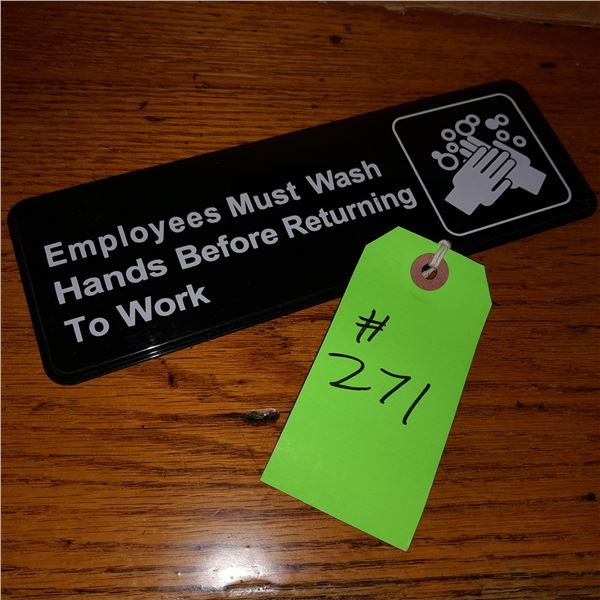 Employees Must Wash
Hands Before Returning
To Work
#
271